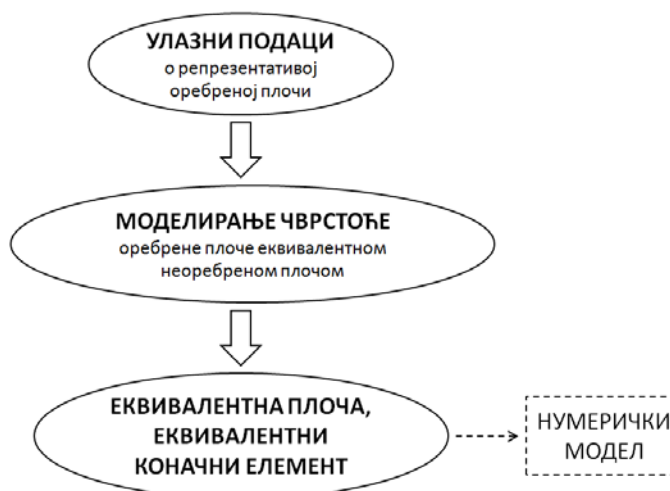 УЛАЗНИ ПОДАЦИ
о репрезентативој
оребреној плочи
МОДЕЛИРАЊЕ ЧВРСТОЋЕ
оребрене плоче еквивалентном
неоребреном плочом
ЕКВИВАЛЕНТНА ПЛОЧА,
ЕКВИВАЛЕНТНИ
КОНАЧНИ ЕЛЕМЕНТ
НУМЕРИЧКИ
МОДЕЛ